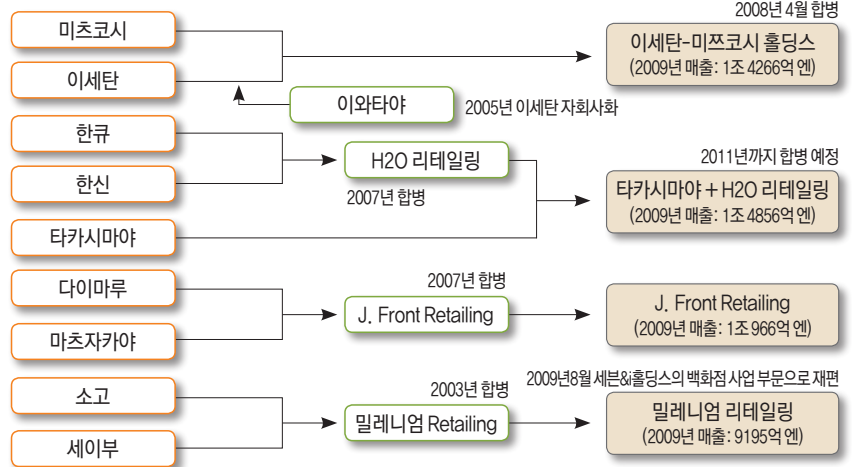 2008년 4월 합병
미츠코시
이세탄-미쯔코시 홀딩스
(2009년 매출: 1조 4266억 엔)
이세탄
이와타야
2005년 이세탄 자회사화
한큐
H2O 리테일링
2007년 합병
한신
2011년까지 합병 예정
타카시마야 + H2O 리테일링
(2009년 매출: 1조 4856억 엔)
타카시마야
다이마루
2007년 합병
J. Front Retailing
J. Front Retailing
(2009년 매출: 1조 966억 엔)
마츠자카야
소고
2003년 합병
2009년8월 세븐&i홀딩스의 백화점 사업 부문으로 재편
밀레니엄 Retailing
밀레니엄 리테일링
(2009년 매출: 9195억 엔)
세이부